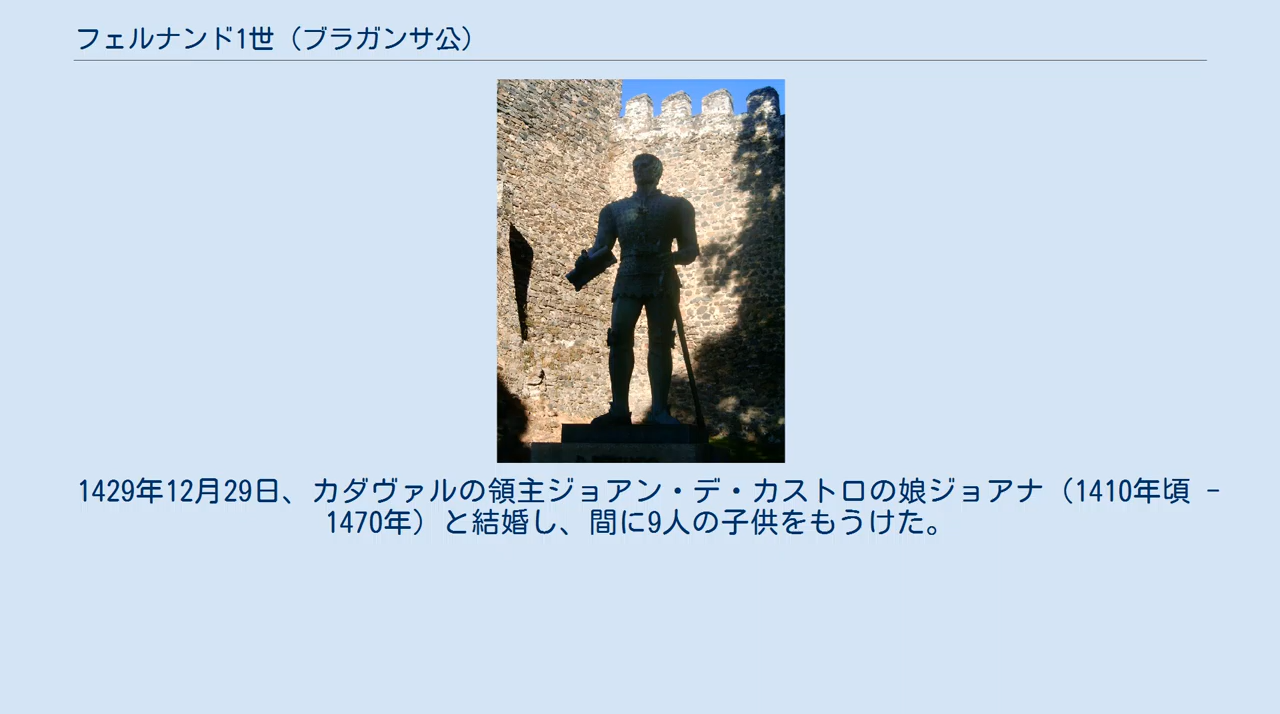 フェルナンド1世（ブラガンサ公）
1429年12月29日、カダヴァルの領主ジョアン・デ・カストロの娘ジョアナ（1410年頃 -
1470年）と結婚し、間に9人の子供をもうけた。